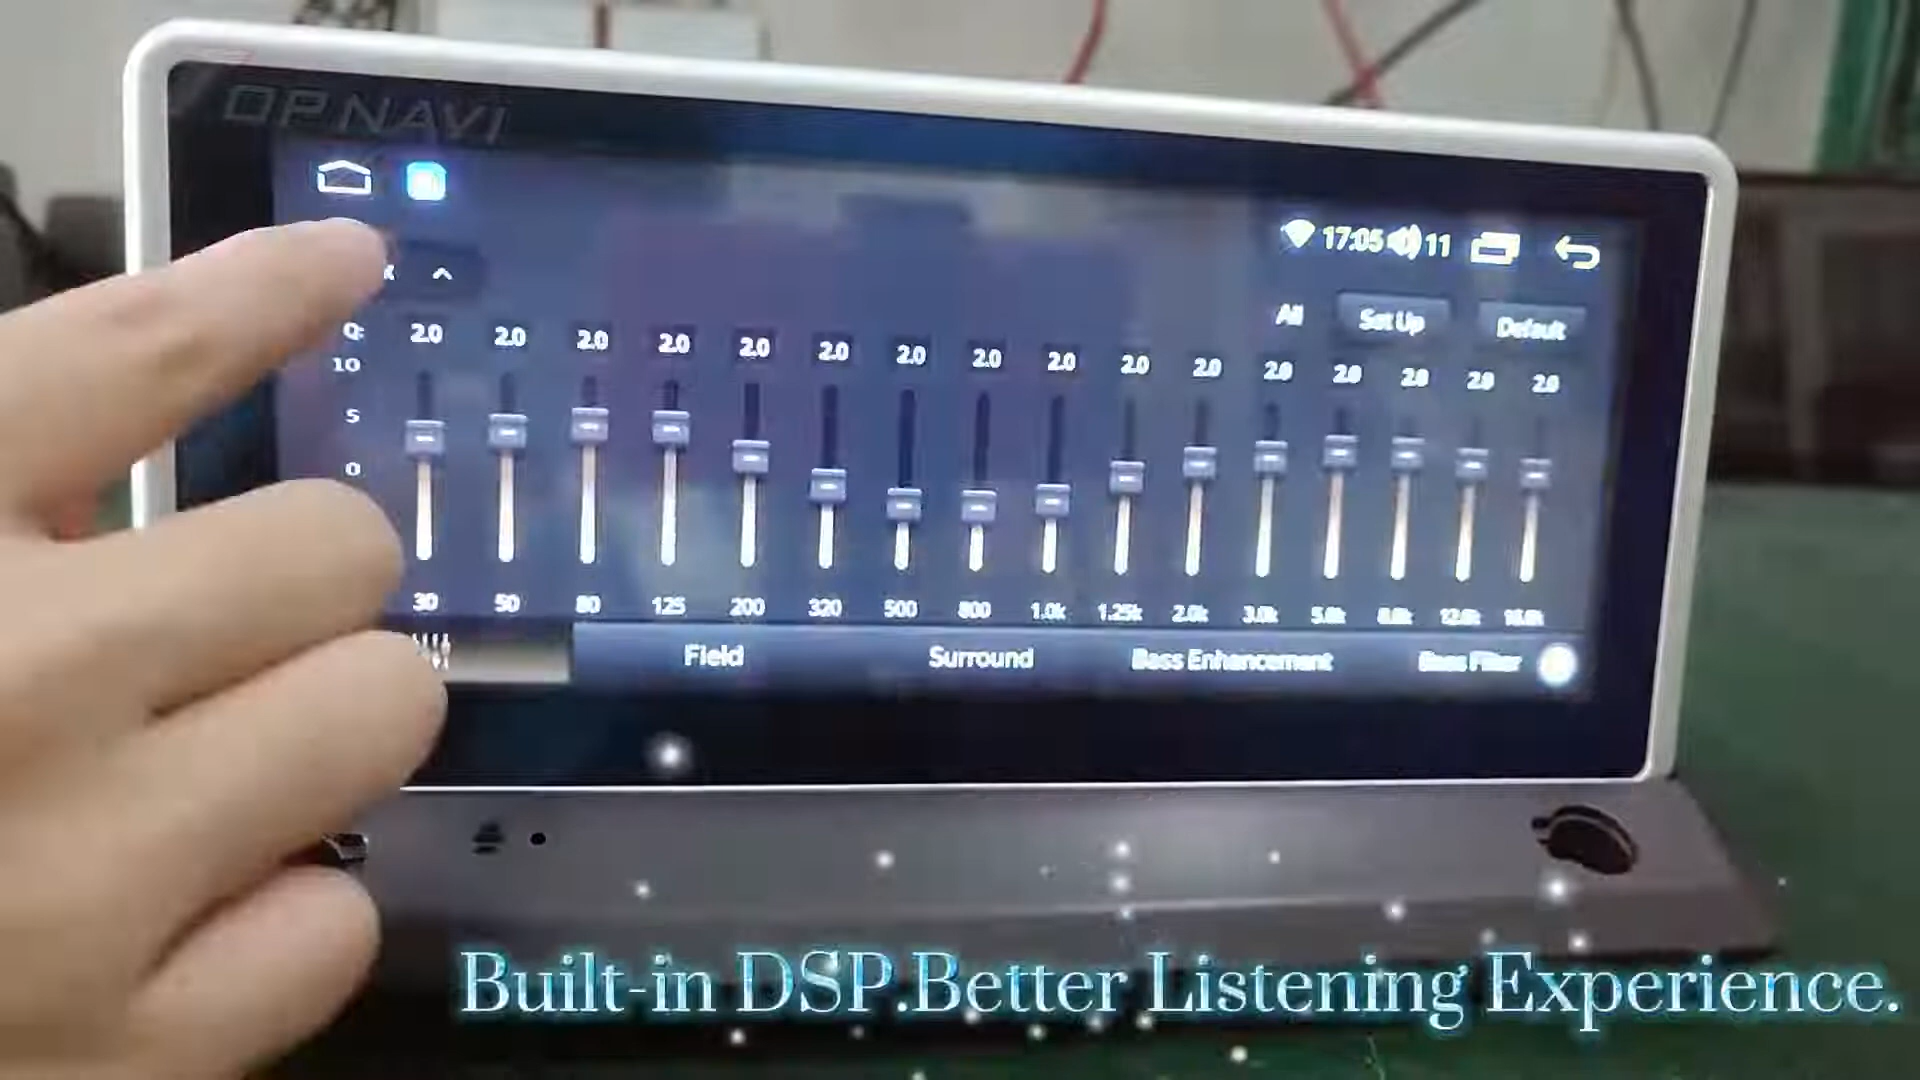 OP NAVI
17:05 11
All Set Up Default
Q: 2.0 2.0 2.0 2.0 2.0 2.0 2.0 2.0 2.0 2.0 2.0 2.0 2.0 2.0 2.0 2.0
10
5
0
30 50 80 125 200 320 500 800 1.0k 1.25k 2.0k 3.0k 5.0k 8.0k 12.0k 16.0k
Field Surround Bass Enhancement Bass Filter
Built-in DSP.Better Listening Experience.